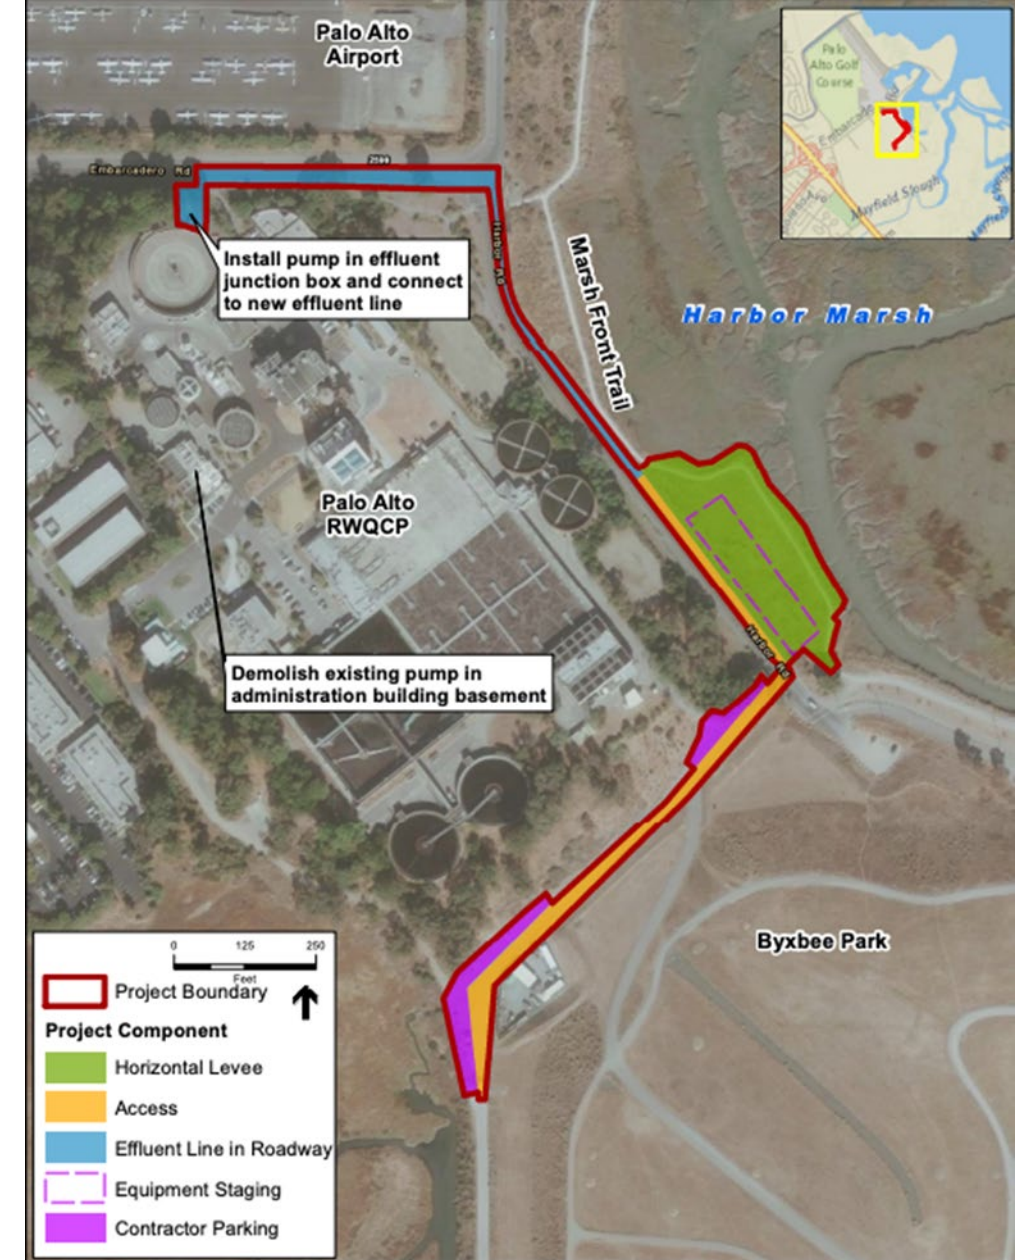 Palo Alto
Airport
Palo
Alto Golf
Course
Embarcadero
Mayfield Slough
Embarcadero Rd
2500
Harbor Rd
Install pump in effluent
junction box and connect
to new effluent line
Marsh Front Trail
Harbor Marsh
Palo Alto
RWQCP
Harbor Rd
Demolish existing pump in
administration building basement
Byxbee Park
0 125 250
Feet
Project Boundary
Project Component
Horizontal Levee
Access
Effluent Line in Roadway
Equipment Staging
Contractor Parking